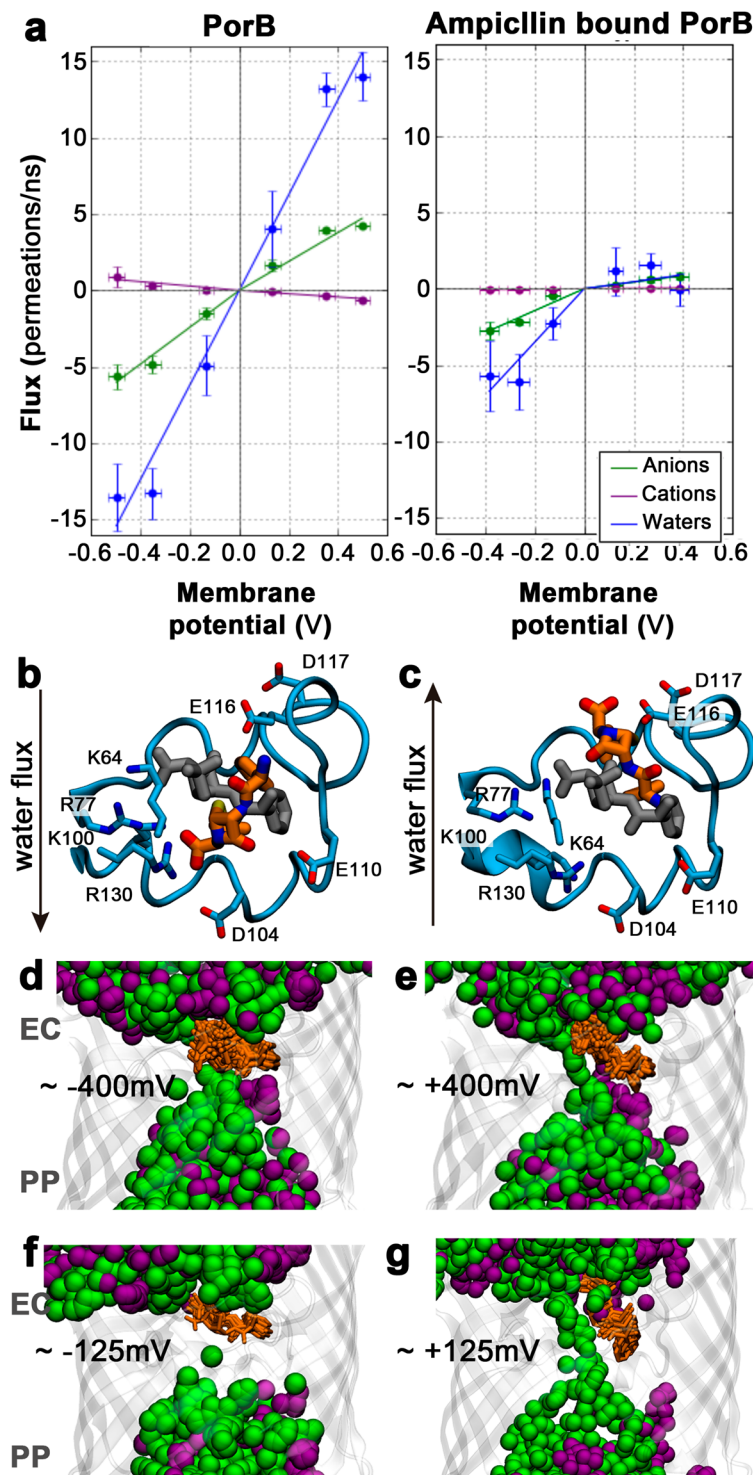 a
PorB
Ampicllin bound PorB
Flux (permeations/ns)
15
10
5
0
-5
-10
-15
-0.6 -0.4 -0.2 0.0 0.2 0.4 0.6
Membrane
potential (V)
15
10
5
0
-5
-10
-15
-0.6 -0.4 -0.2 0.0 0.2 0.4 0.6
Membrane
potential (V)
Anions
Cations
Waters
b
water flux
D117
E116
K64
R77
K100
R130
E110
D104
c
water flux
D117
E116
R77
K100
K64
R130
E110
D104
d
EC
~ -400mV
PP
e
~ +400mV
f
EC
~ -125mV
PP
g
~ +125mV